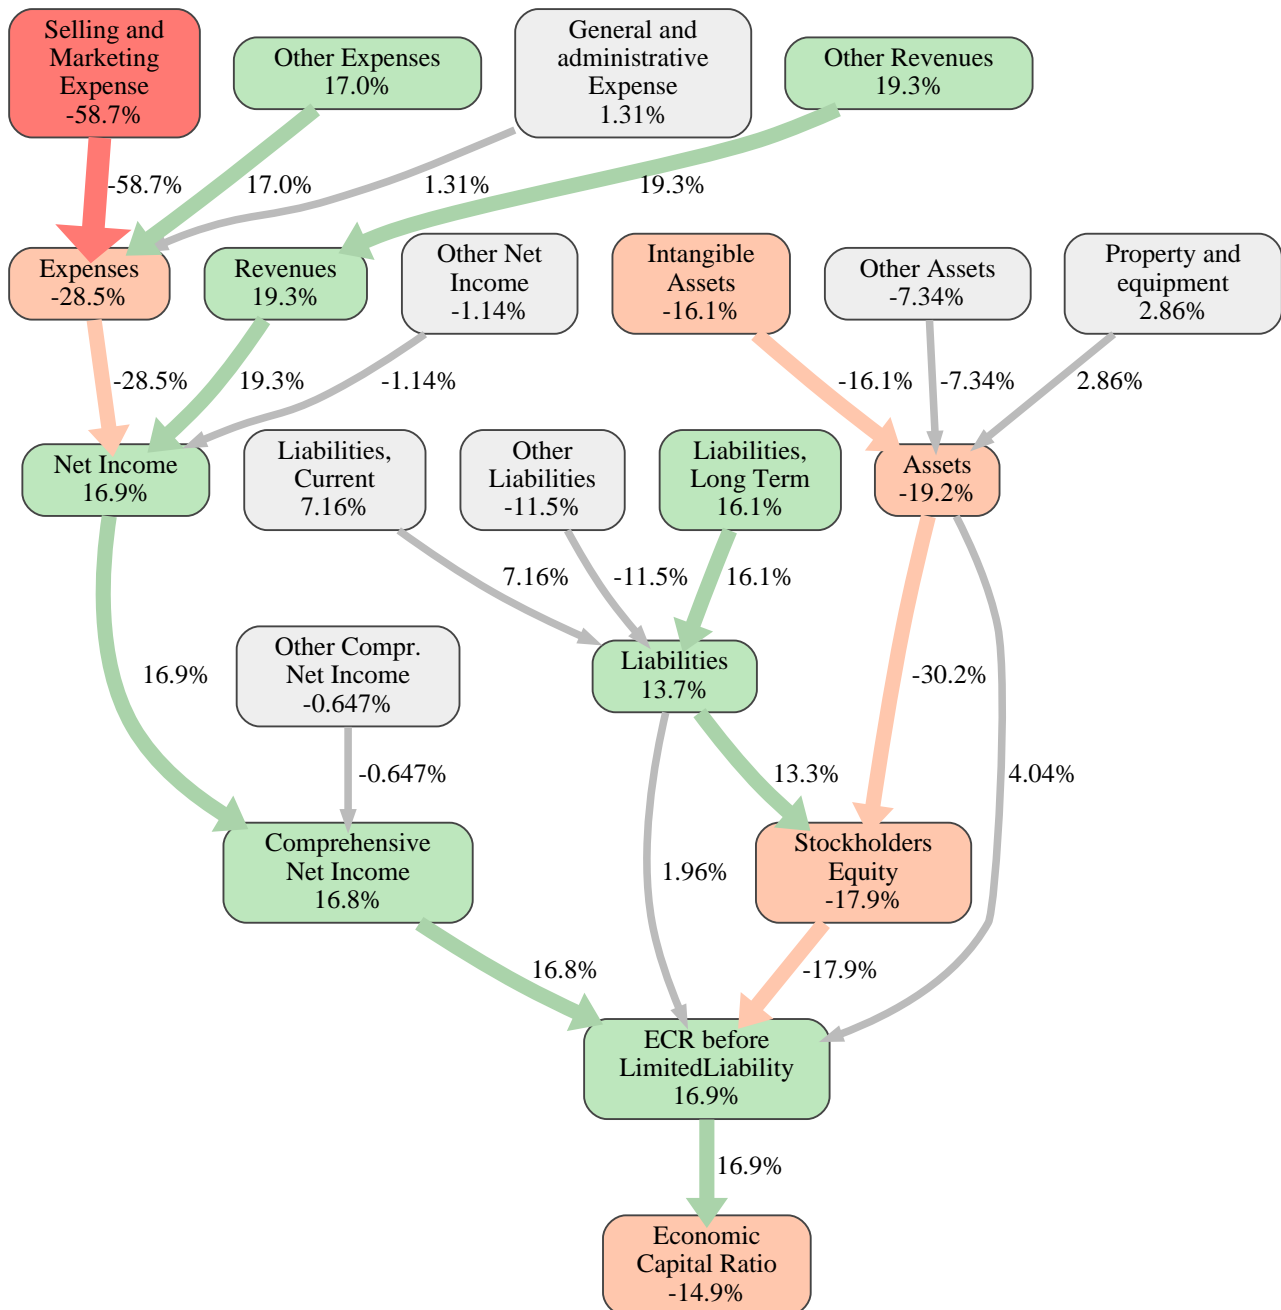 Selling and
Marketing
Expense
-58.7%
Other Expenses
17.0%
General and
administrative
Expense
1.31%
Other Revenues
19.3%
-58.7%
17.0%
1.31%
19.3%
Expenses
-28.5%
Revenues
19.3%
Other Net
Income
-1.14%
Intangible
Assets
-16.1%
Other Assets
-7.34%
Property and
equipment
2.86%
-28.5%
19.3%
-1.14%
-16.1%
-7.34%
2.86%
Net Income
16.9%
Liabilities,
Current
7.16%
Other
Liabilities
-11.5%
Liabilities,
Long Term
16.1%
Assets
-19.2%
7.16%
-11.5%
16.1%
16.9%
Other Compr.
Net Income
-0.647%
Liabilities
13.7%
-30.2%
-0.647%
13.3%
4.04%
Comprehensive
Net Income
16.8%
1.96%
Stockholders
Equity
-17.9%
16.8%
-17.9%
ECR before
LimitedLiability
16.9%
16.9%
Economic
Capital Ratio
-14.9%